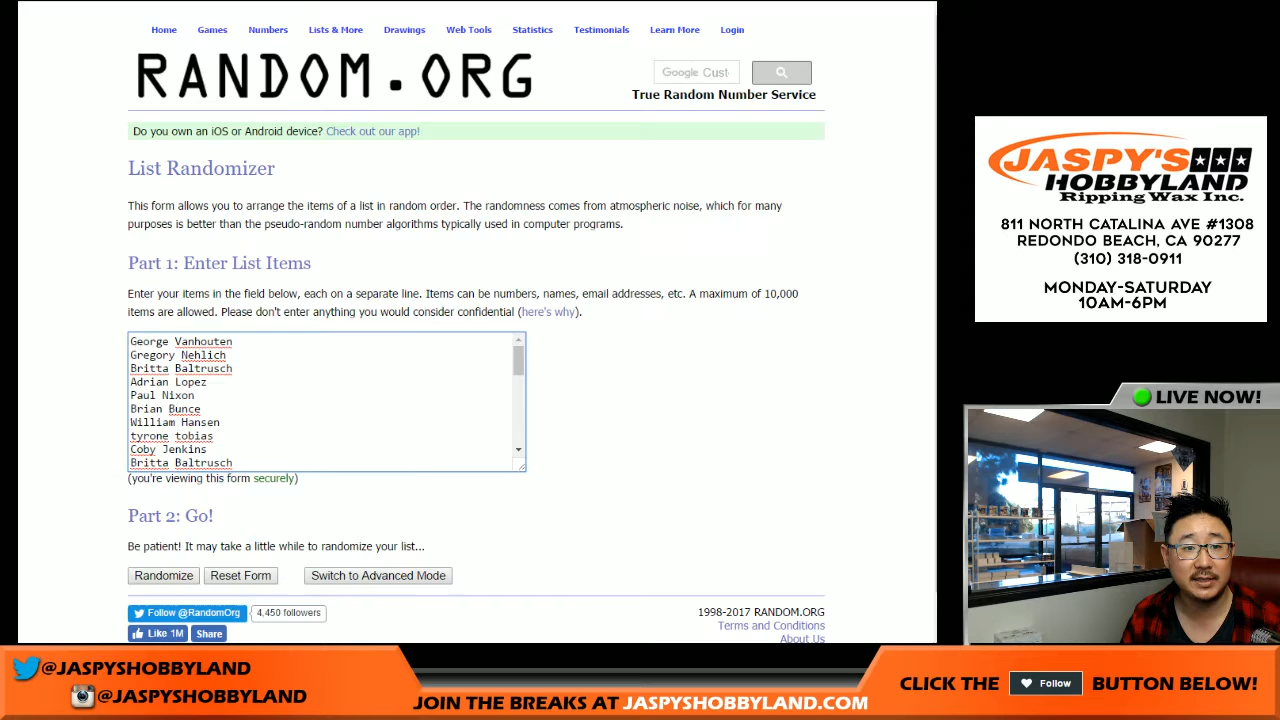 Home Games Numbers Lists & More Drawings Web Tools Statistics Testimonials Learn More Login
RANDOM.ORG
Google Cust
True Random Number Service
Do you own an iOS or Android device? Check out our app!
List Randomizer
This form allows you to arrange the items of a list in random order. The randomness comes from atmospheric noise, which for many
purposes is better than the pseudo-random number algorithms typically used in computer programs.
Part 1: Enter List Items
Enter your items in the field below, each on a separate line. Items can be numbers, names, email addresses, etc. A maximum of 10,000
items are allowed. Please don't enter anything you would consider confidential (here's why).
George Vanhouten
Gregory Nehlich
Britta Baltrusch
Adrian Lopez
Paul Nixon
Brian Bunce
William Hansen
tyrone tobias
Coby Jenkins
Britta Baltrusch
(you're viewing this form securely)
Part 2: Go!
Be patient! It may take a little while to randomize your list...
Randomize Reset Form Switch to Advanced Mode
Follow @RandomOrg 4,450 followers
Like 1M Share
1998-2017 RANDOM.ORG
Terms and Conditions
About Us
JASPY'S
HOBBYLAND
Ripping Wax Inc.
811 NORTH CATALINA AVE #1308
REDONDO BEACH, CA 90277
(310) 318-0911
MONDAY-SATURDAY
10AM-6PM
LIVE NOW!
@JASPYSHOBBYLAND
@JASPYSHOBBYLAND
JOIN THE BREAKS AT JASPYSHOBBYLAND.COM
CLICK THE Follow BUTTON BELOW!